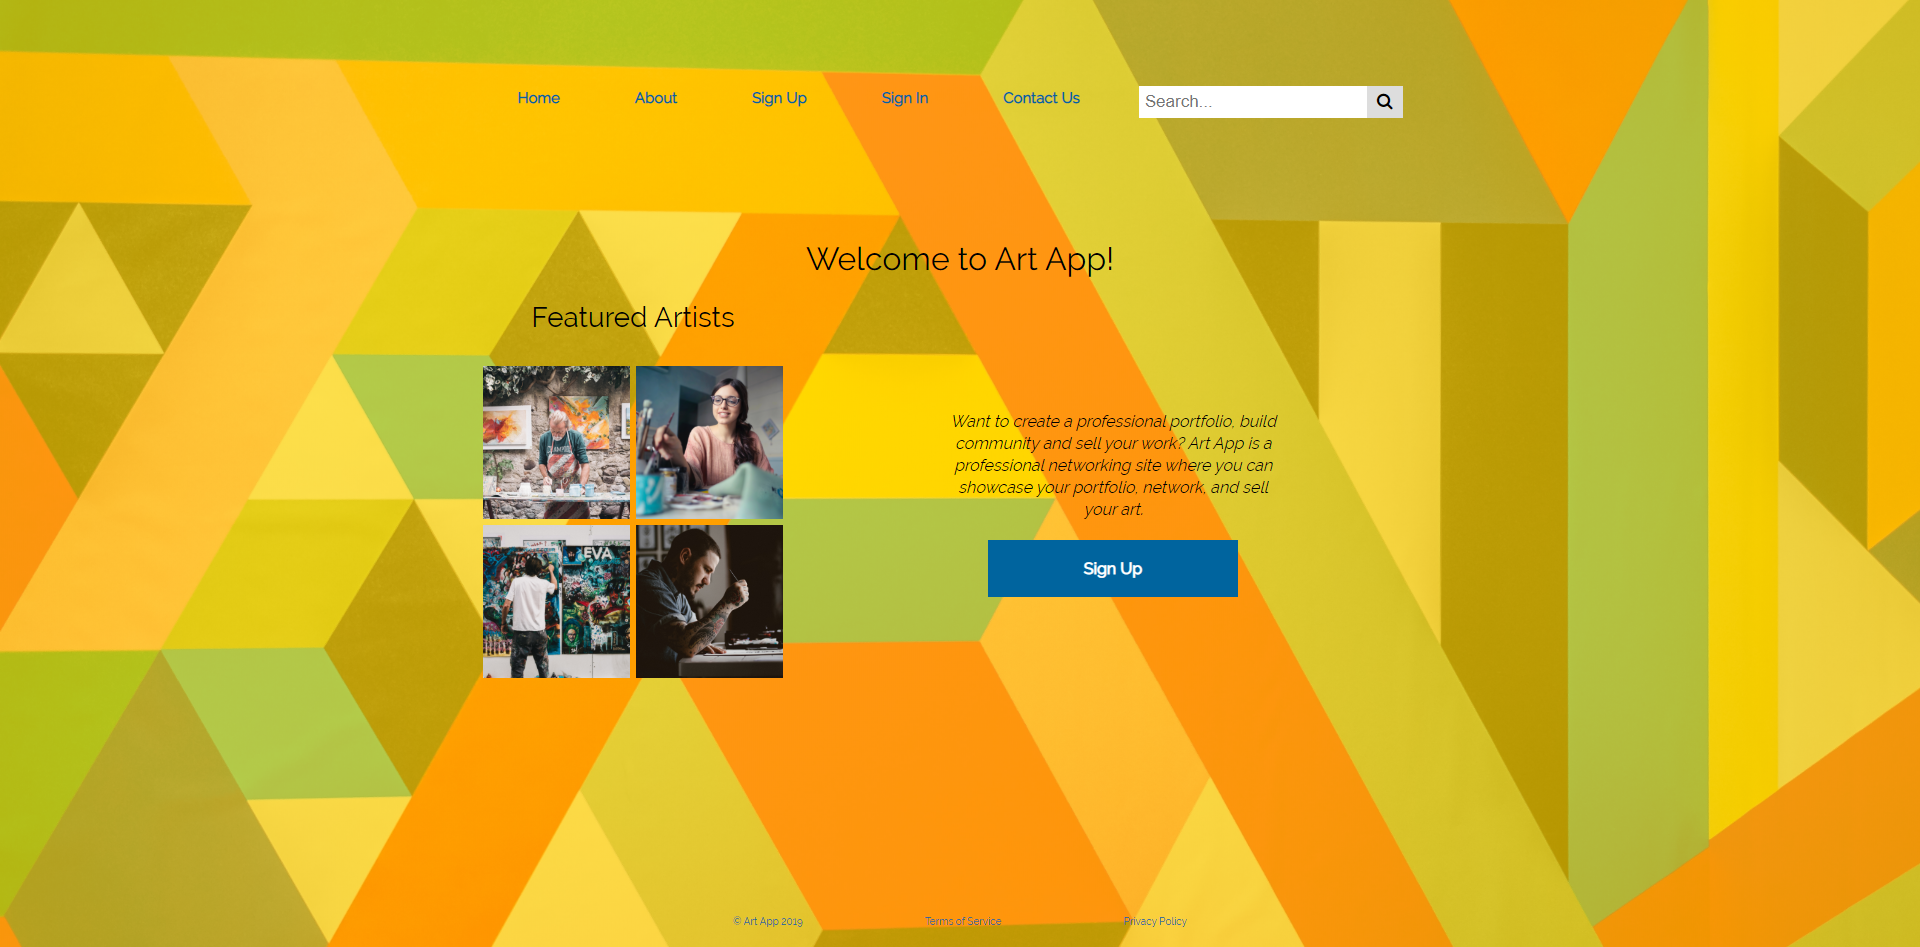 Home About Sign Up Sign In Contact Us Search...
Welcome to Art App!
Featured Artists
EVA
Want to create a professional portfolio, build
community and sell your work? Art App is a
professional networking site where you can
showcase your portfolio, network, and sell
your art.
Sign Up
© Art App 2019 Terms of Service Privacy Policy